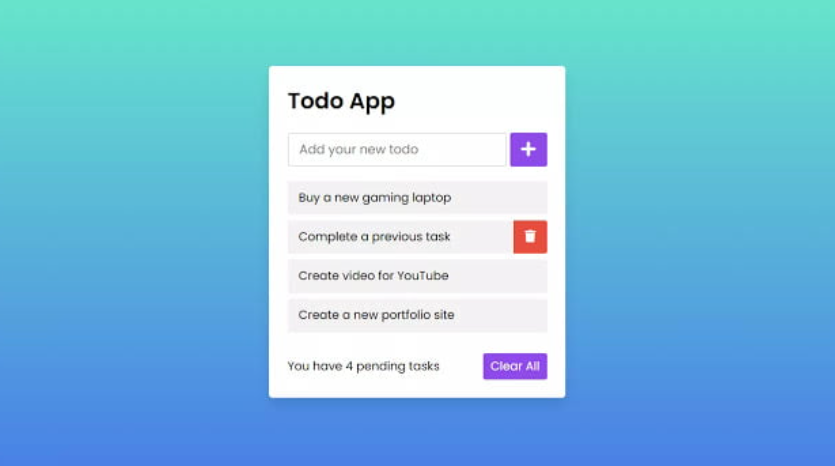 Todo App
Add your new todo
Buy a new gaming laptop
Complete a previous task
Create video for YouTube
Create a new portfolio site
You have 4 pending tasks Clear All